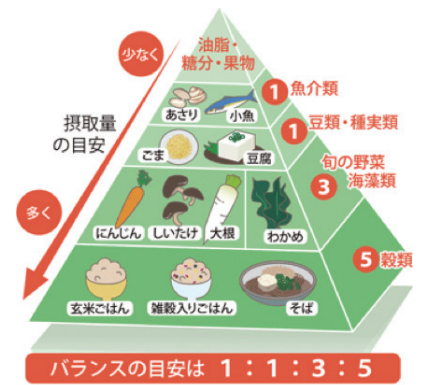 少なく
油脂・
糖分・果物
1 魚介類
あさり
小魚
摂取量
の目安
1 豆類・種実類
ごま
豆腐
旬の野菜
3 海藻類
多く
にんじん
しいたけ
大根
わかめ
5 穀類
玄米ごはん
雑穀入りごはん
そば
バランスの目安は 1:1:3:5